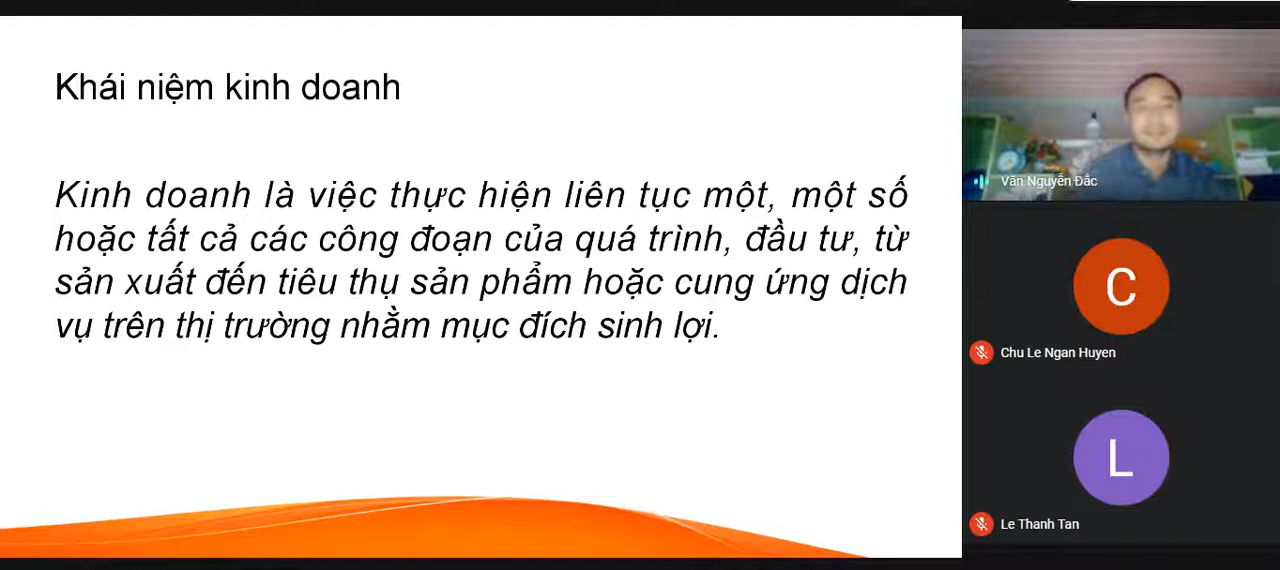 Khái niệm kinh doanh
Kinh doanh là việc thực hiện liên tục một, một số
hoặc tất cả các công đoạn của quá trình, đầu tư, từ
sản xuất đến tiêu thụ sản phẩm hoặc cung ứng dịch
vụ trên thị trường nhằm mục đích sinh lợi.
Văn Nguyễn Đắc
C
Chu Le Ngan Huyen
L
Le Thanh Tan